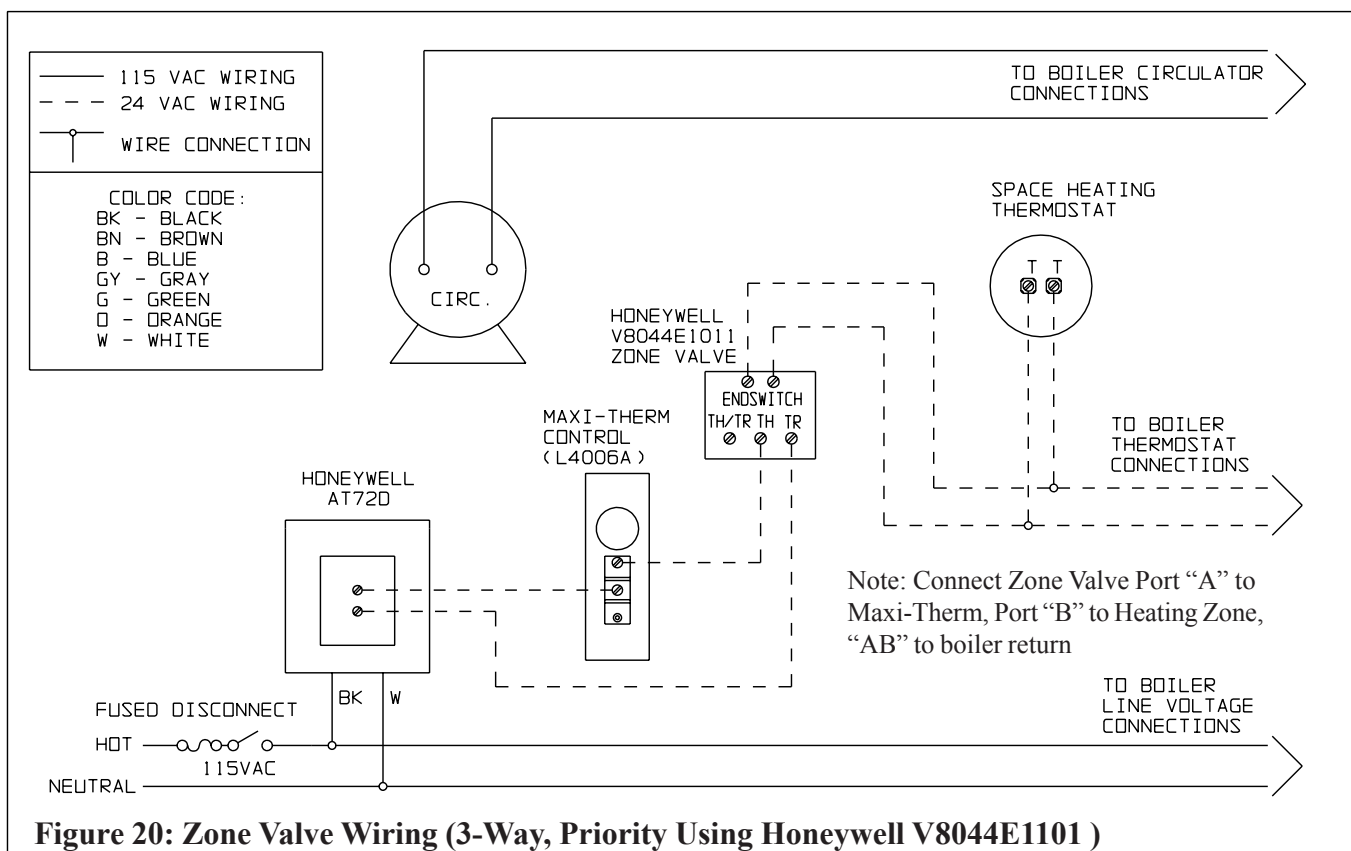 115 VAC WIRING
24 VAC WIRING
WIRE CONNECTION
COLOR CODE:
BK - BLACK
BN - BROWN
B - BLUE
GY - GRAY
G - GREEN
O - ORANGE
W - WHITE
TO BOILER CIRCULATOR
CONNECTIONS
CIRC.
SPACE HEATING
THERMOSTAT
T T
HONEYWELL
V8044E1011
ZONE VALVE
ENDSWITCH
TH/TR TH TR
MAXI-THERM
CONTROL
(L4006A)
HONEYWELL
AT72D
TO BOILER
THERMOSTAT
CONNECTIONS
Note: Connect Zone Valve Port “A” to
Maxi-Therm, Port “B” to Heating Zone,
“AB” to boiler return
BK W
FUSED DISCONNECT
HOT
115VAC
NEUTRAL
TO BOILER
LINE VOLTAGE
CONNECTIONS
Figure 20: Zone Valve Wiring (3-Way, Priority Using Honeywell V8044E1101 )